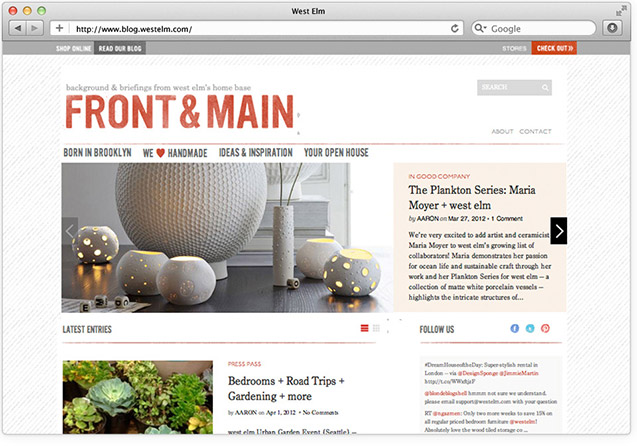 West Elm
http://www.blog.westelm.com/
Google
SHOP ONLINE
READ OUR BLOG
STORES
CHECK OUT »
background & briefings from west elm's home base
FRONT & MAIN
SEARCH
ABOUT CONTACT
BORN IN BROOKLYN WE HANDMADE IDEAS & INSPIRATION YOUR OPEN HOUSE
IN GOOD COMPANY
The Plankton Series: Maria
Moyer + west elm
by AARON on Mar 27, 2012 • 1 Comment
We're very excited to add artist and ceramicist
Maria Moyer to west elm's growing list of
collaborators! Maria demonstrates her passion
for ocean life and sustainable craft through her
work and her Plankton Series for west elm – a
collection of matte white porcelain vessels –
highlights the intricate structures of...
LATEST ENTRIES
FOLLOW US
PRESS PASS
Bedrooms + Road Trips +
Gardening + more
by AARON on Apr 1, 2012 • No Comments
west elm Urban Garden Event {Seattle} –
#DreamHouseoftheDay: Super-stylish rental in
London – via @DesignSponge @JimmieMartin
@blondeblogshell hmmm not sure we understand.
please email support@westelm.com with your question
RT @ngazmen: Only two more weeks to save 15% on
all regular priced bedroom furniture @westelm!
Absolutely love the wood tiled storage co ...